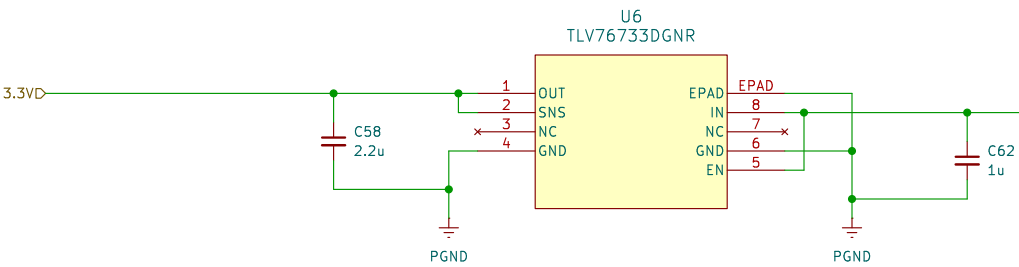 U6
TLV76733DGNR
3.3V
1 OUT EPAD EPAD
2 SNS IN 8
3 NC NC 7
4 GND GND 6
EN 5
C58
2.2u
C62
1u
PGND PGND